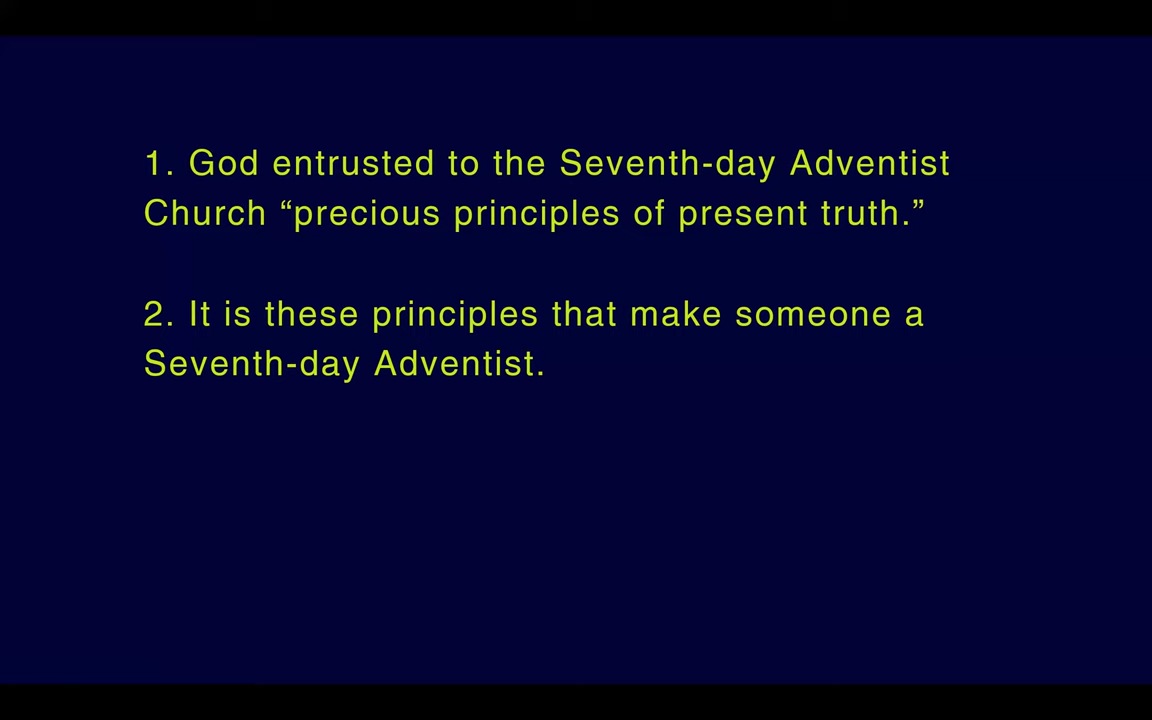 1. God entrusted to the Seventh-day Adventist
Church “precious principles of present truth.”
2. It is these principles that make someone a
Seventh-day Adventist.